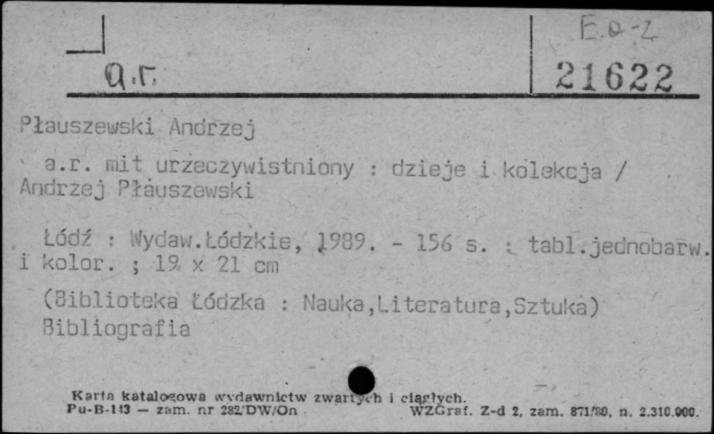 E.o-2
a.r.
21622
Płauszewski Andrzej
a.r. mit urzeczywistniony : dzieje i kolekcja /
Andrzej Płauszewski
Łódź : Wydaw.Łódzkie, 1989. - 156 s. : tabl.jednobarw.
i kolor. ; 19 x 21 cm
(Biblioteka Łódzka : Nauka,Literatura,Sztuka)
Bibliografia
Karta katalogowa wydawnictw zwartych i ciągłych.
Pu-B-143 — zam. nr 282/DW/On
WZGraf. Z-d 2, zam. 871/80, n. 2.310.000.